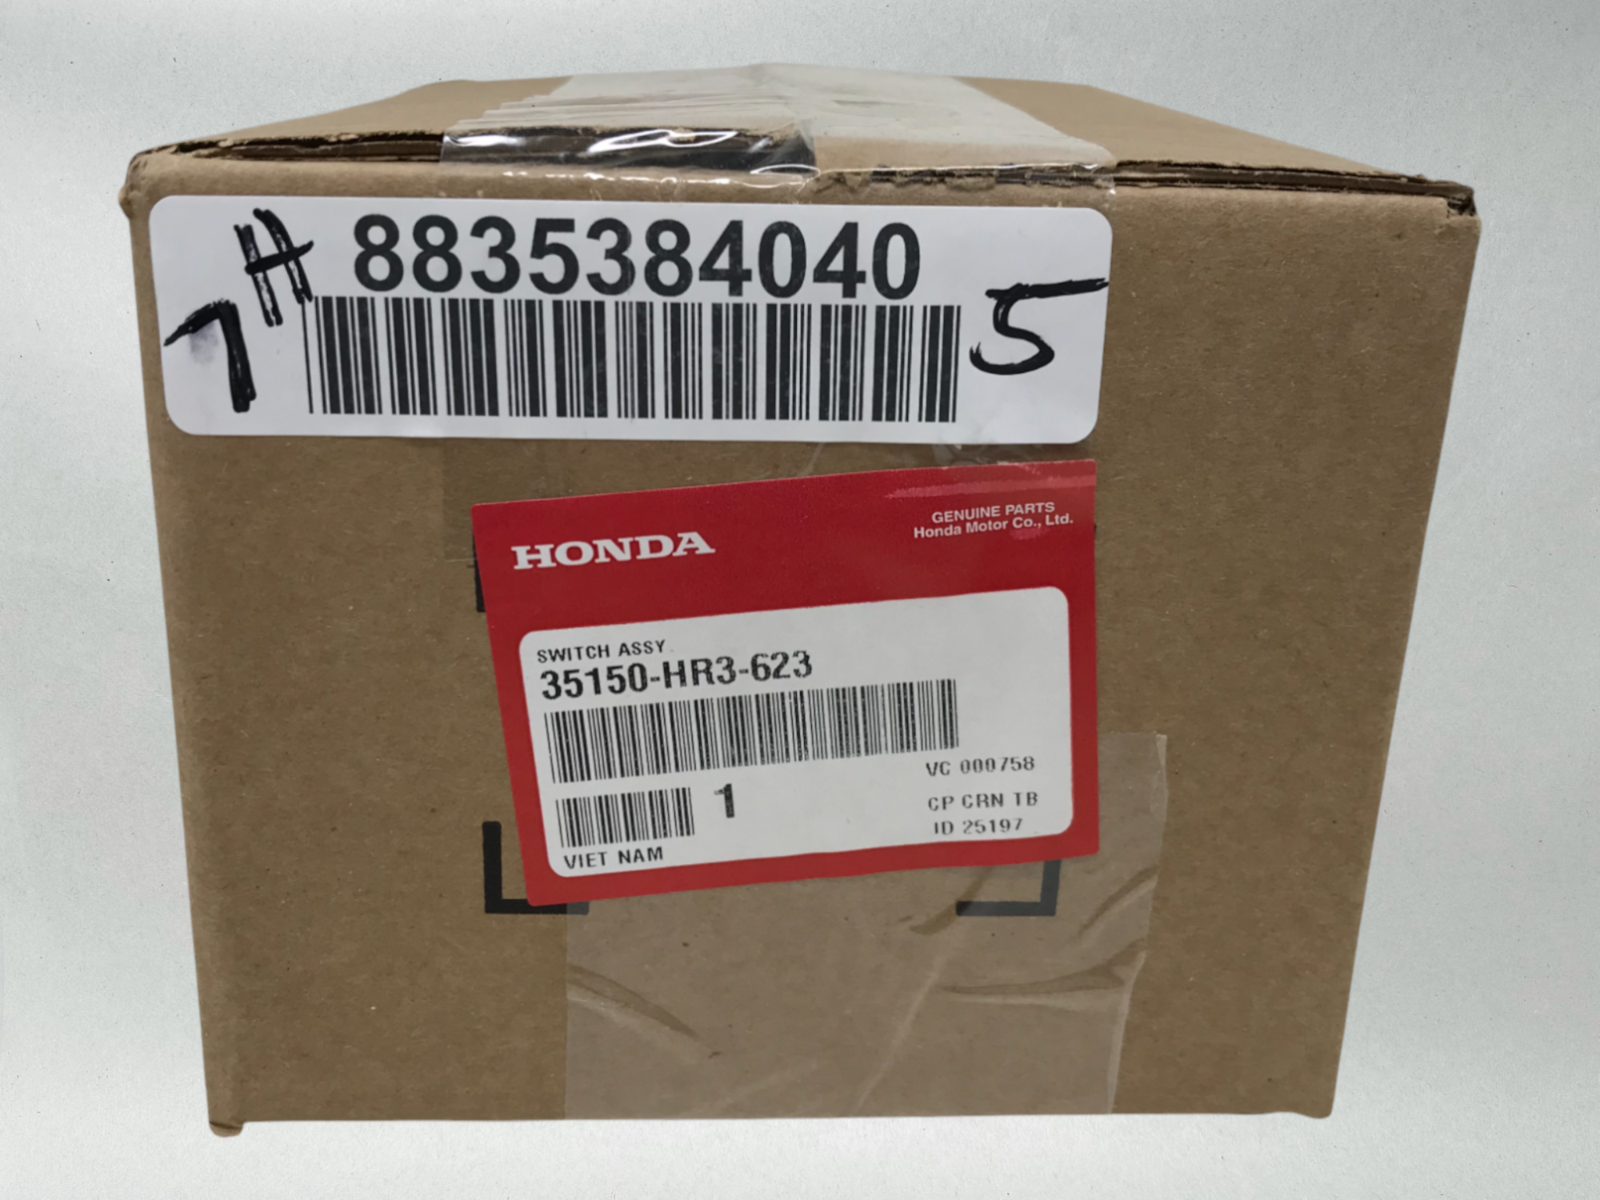 7H 8835384040 5
HONDA
GENUINE PARTS
Honda Motor Co., Ltd.
SWITCH ASSY.
35150-HR3-623
VC 000758
1
CP CRN TB
ID 25197
VIET NAM